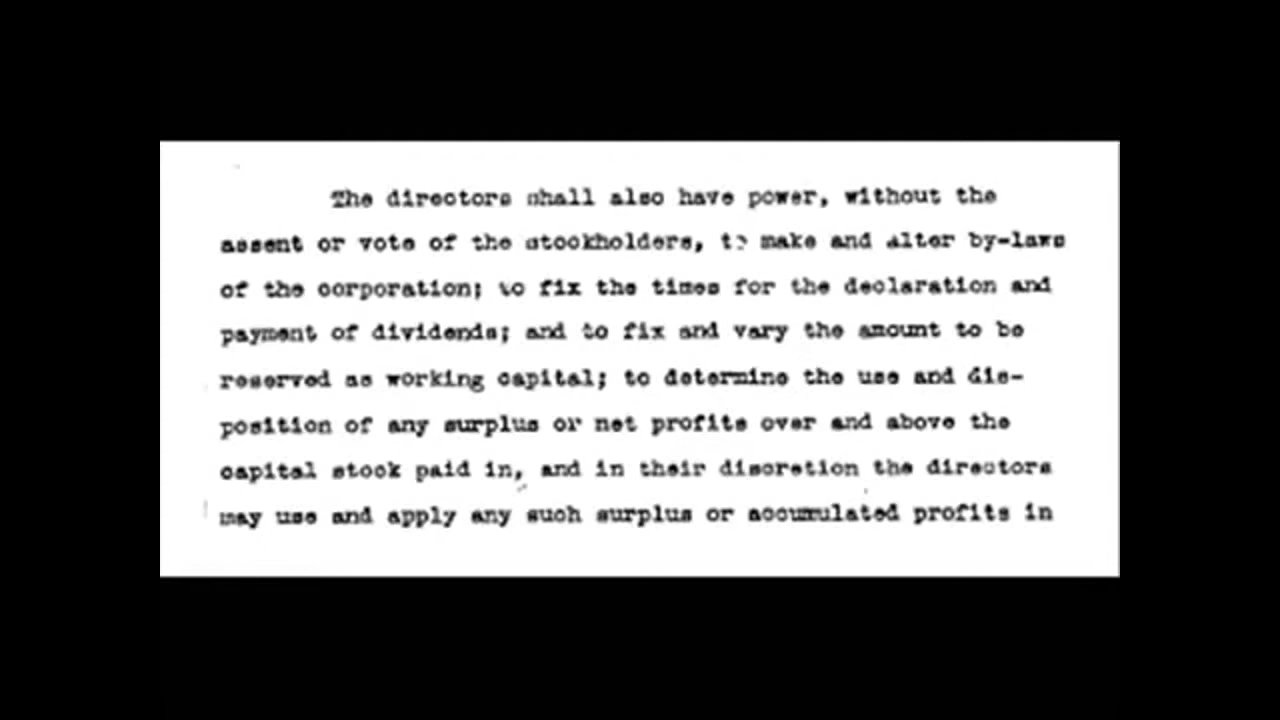 The directors shall also have power, without the
assent or vote of the stockholders, to make and alter by-laws
of the corporation; to fix the times for the declaration and
payment of dividends; and to fix and vary the amount to be
reserved as working capital; to determine the use and dis-
position of any surplus or net profits over and above the
capital stock paid in, and in their discretion the directors
may use and apply any such surplus or accumulated profits in